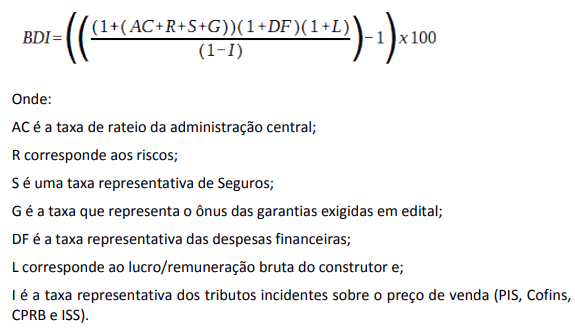 BDI=(((1+(AC+R+S+G))(1+DF)(1+L)/(1-I))-1)x100
Onde:
AC é a taxa de rateio da administração central;
R corresponde aos riscos;
S é uma taxa representativa de Seguros;
G é a taxa que representa o ônus das garantias exigidas em edital;
DF é a taxa representativa das despesas financeiras;
L corresponde ao lucro/remuneração bruta do construtor e;
I é a taxa representativa dos tributos incidentes sobre o preço de venda (PIS, Cofins,
CPRB e ISS).